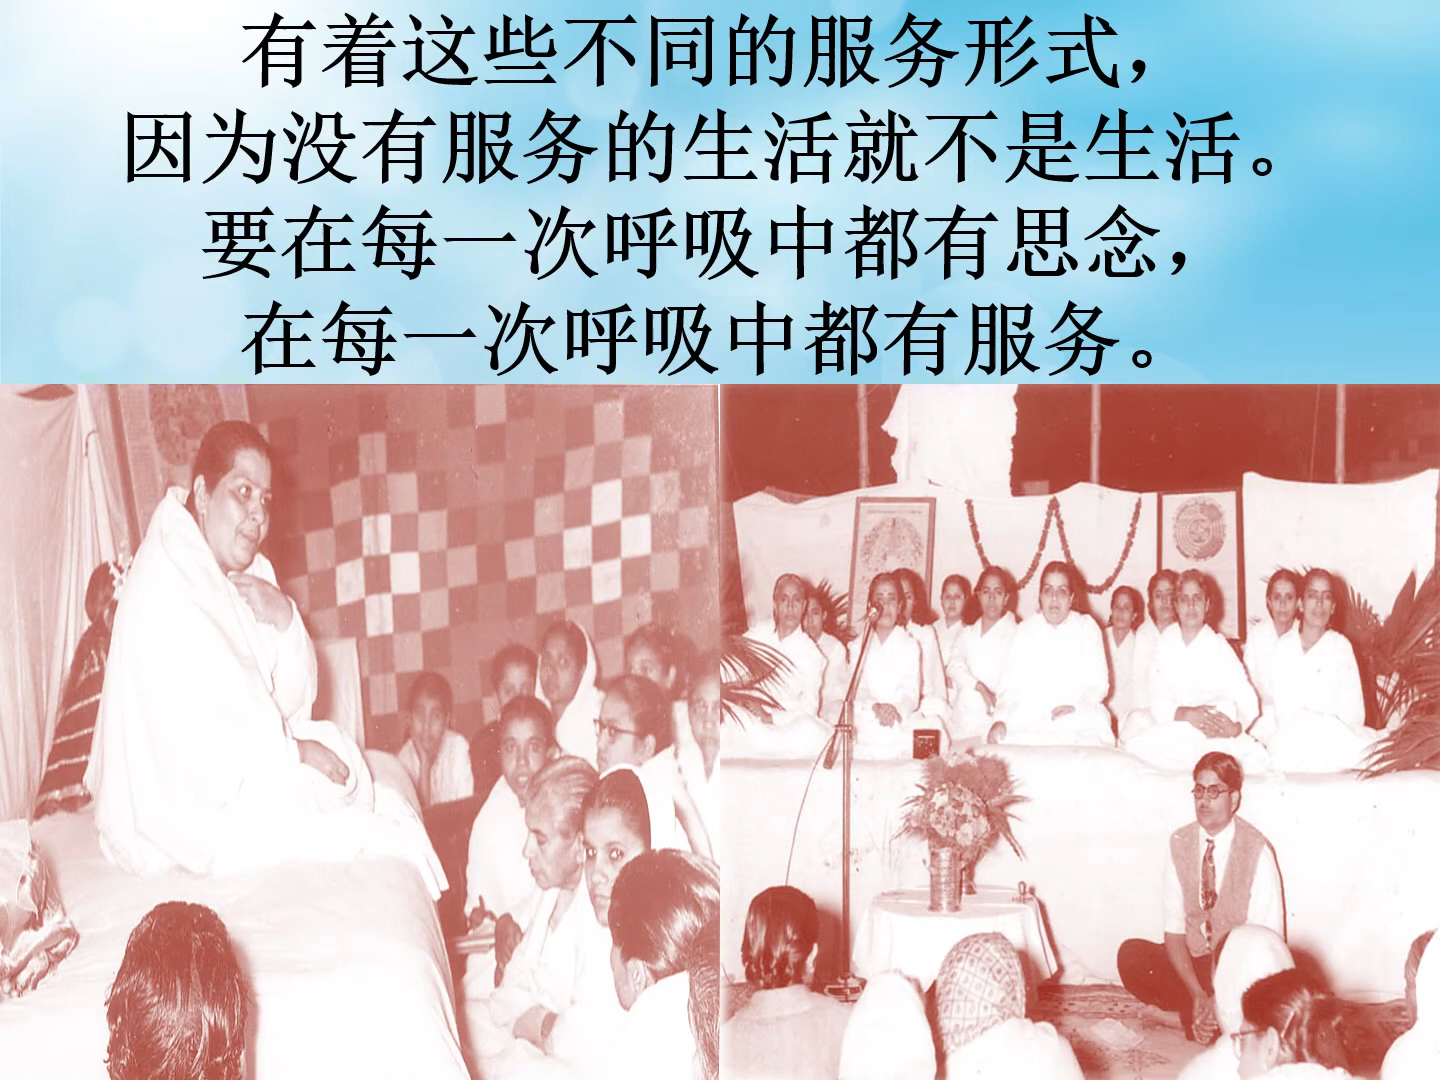 有着这些不同的服务形式，
因为没有服务的生活就不是生活。
要在每一次呼吸中都有思念，
在每一次呼吸中都有服务。